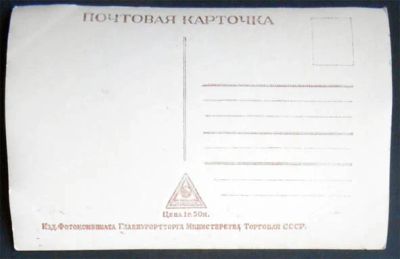 ПОЧТОВАЯ КАРТОЧКА
Цена 1р. 50к.
Изд. Фотокомбината Главкурортторга Министерства Торговли СССР.